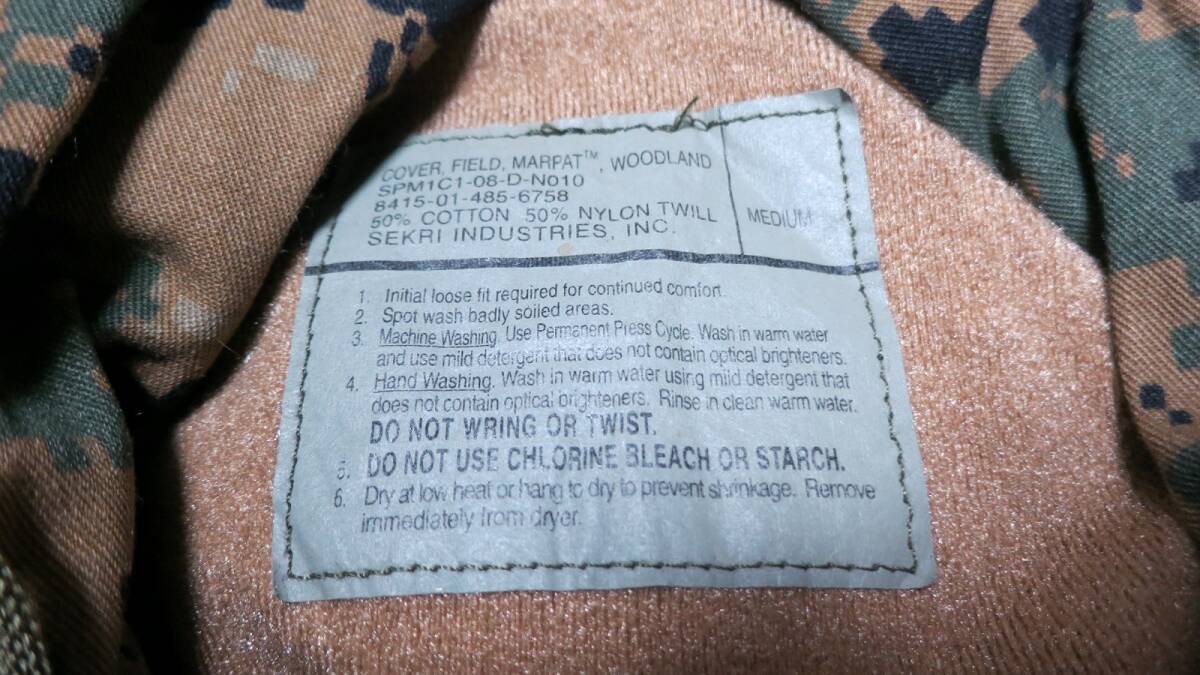 COVER, FIELD, MARPAT™, WOODLAND
SPM1C1-08-D-N010
8415-01-485-6758
50% COTTON 50% NYLON TWILL
SEKRI INDUSTRIES, INC.
MEDIUM
1. Initial loose fit required for continued comfort.
2. Spot wash badly soiled areas.
3. Machine Washing. Use Permanent Press Cycle. Wash in warm water
and use mild detergent that does not contain optical brighteners.
4. Hand Washing. Wash in warm water using mild detergent that
does not contain optical brighteners. Rinse in clean warm water.
DO NOT WRING OR TWIST.
5. DO NOT USE CHLORINE BLEACH OR STARCH.
6. Dry at low heat or hang to dry to prevent shrinkage. Remove
immediately from dryer.